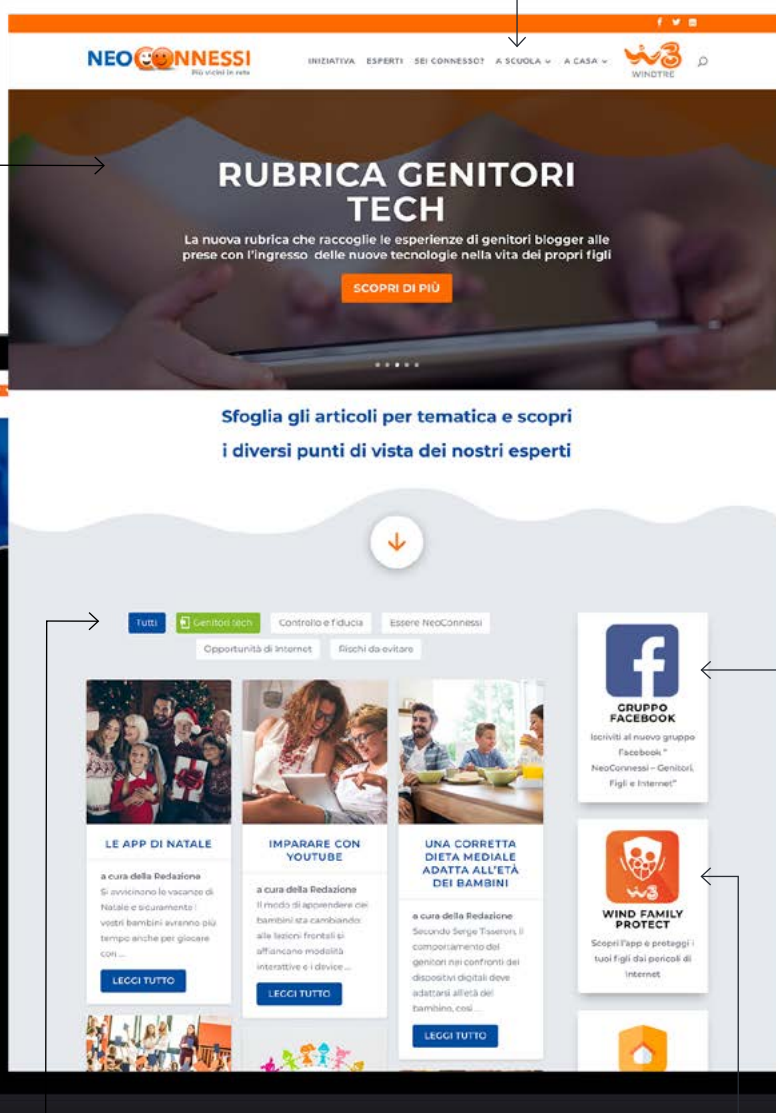 NEOCONNESSI
Più vicini in rete
INIZIATIVA ESPERTI SEI CONNESSO? A SCUOLA A CASA
W3
WINDTRE
RUBRICA GENITORI
TECH
La nuova rubrica che raccoglie le esperienze di genitori blogger alle
prese con l'ingresso delle nuove tecnologie nella vita dei propri figli
SCOPRI DI PIÙ
Sfoglia gli articoli per tematica e scopri
i diversi punti di vista dei nostri esperti
Tutti Genitori tech Controllo e fiducia Essere NeoConnessi
Opportunità di Internet Rischi da evitare
LE APP DI NATALE
a cura della Redazione
Si avvicinano le vacanze di
Natale e sicuramente i
vostri bambini avranno più
tempo anche per giocare
con ...
LEGGI TUTTO
IMPARARE CON
YOUTUBE
a cura della Redazione
Il modo di apprendere dei
bambini sta cambiando:
alle lezioni frontali si
affiancano modalità
interattive e i device ...
LEGGI TUTTO
UNA CORRETTA
DIETA MEDIALE
ADATTA ALL'ETÀ
DEI BAMBINI
a cura della Redazione
Secondo Serge Tisseron, il
comportamento dei
genitori nei confronti dei
dispositivi digitali deve
adattarsi all'età del
bambino, così ...
LEGGI TUTTO
GRUPPO
FACEBOOK
Iscriviti al nuovo gruppo
Facebook "
NeoConnessi – Genitori,
Figli e Internet"
W3
WIND FAMILY
PROTECT
Scopri l'app e proteggi i
tuoi figli dai pericoli di
internet